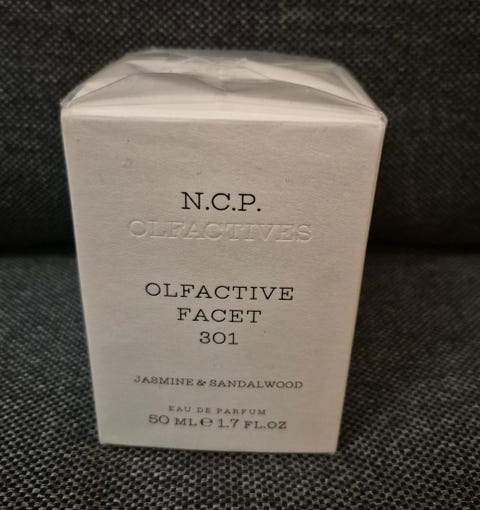 N.C.P.
OLFACTIVES
OLFACTIVE
FACET
301
JASMINE & SANDALWOOD
EAU DE PARFUM
50 ML ℮ 1.7 FL.OZ